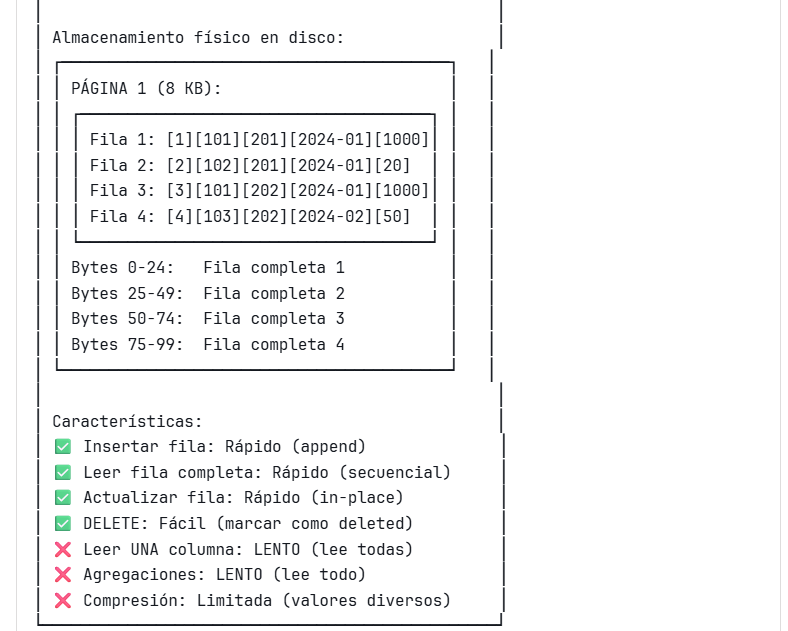 Almacenamiento físico en disco:
PÁGINA 1 (8 KB):
Fila 1: [1][101][201][2024-01][1000]
Fila 2: [2][102][201][2024-01][20]
Fila 3: [3][101][202][2024-01][1000]
Fila 4: [4][103][202][2024-02][50]
Bytes 0-24:   Fila completa 1
Bytes 25-49:  Fila completa 2
Bytes 50-74:  Fila completa 3
Bytes 75-99:  Fila completa 4
Características:
✅ Insertar fila: Rápido (append)
✅ Leer fila completa: Rápido (secuencial)
✅ Actualizar fila: Rápido (in-place)
✅ DELETE: Fácil (marcar como deleted)
❌ Leer UNA columna: LENTO (lee todas)
❌ Agregaciones: LENTO (lee todo)
❌ Compresión: Limitada (valores diversos)